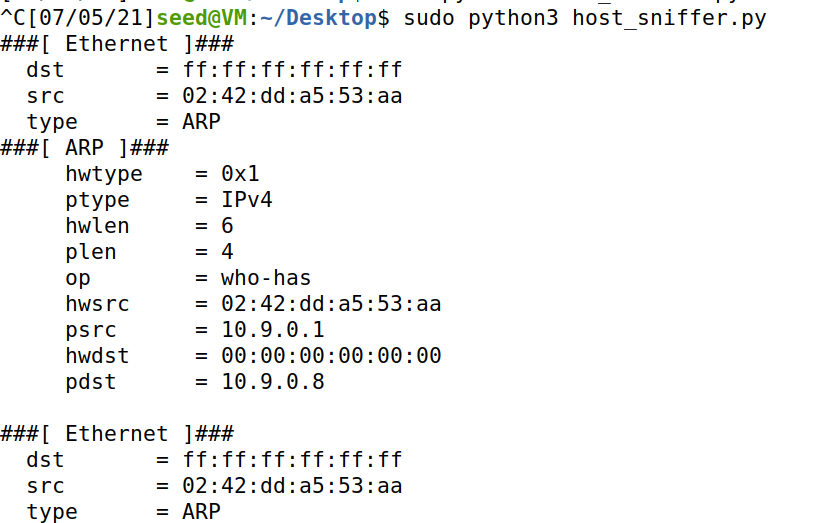 ^C[07/05/21]seed@VM:~/Desktop$ sudo python3 host_sniffer.py
###[ Ethernet ]###
  dst       = ff:ff:ff:ff:ff:ff
  src       = 02:42:dd:a5:53:aa
  type      = ARP
###[ ARP ]###
     hwtype    = 0x1
     ptype     = IPv4
     hwlen     = 6
     plen      = 4
     op        = who-has
     hwsrc     = 02:42:dd:a5:53:aa
     psrc      = 10.9.0.1
     hwdst     = 00:00:00:00:00:00
     pdst      = 10.9.0.8

###[ Ethernet ]###
  dst       = ff:ff:ff:ff:ff:ff
  src       = 02:42:dd:a5:53:aa
  type      = ARP